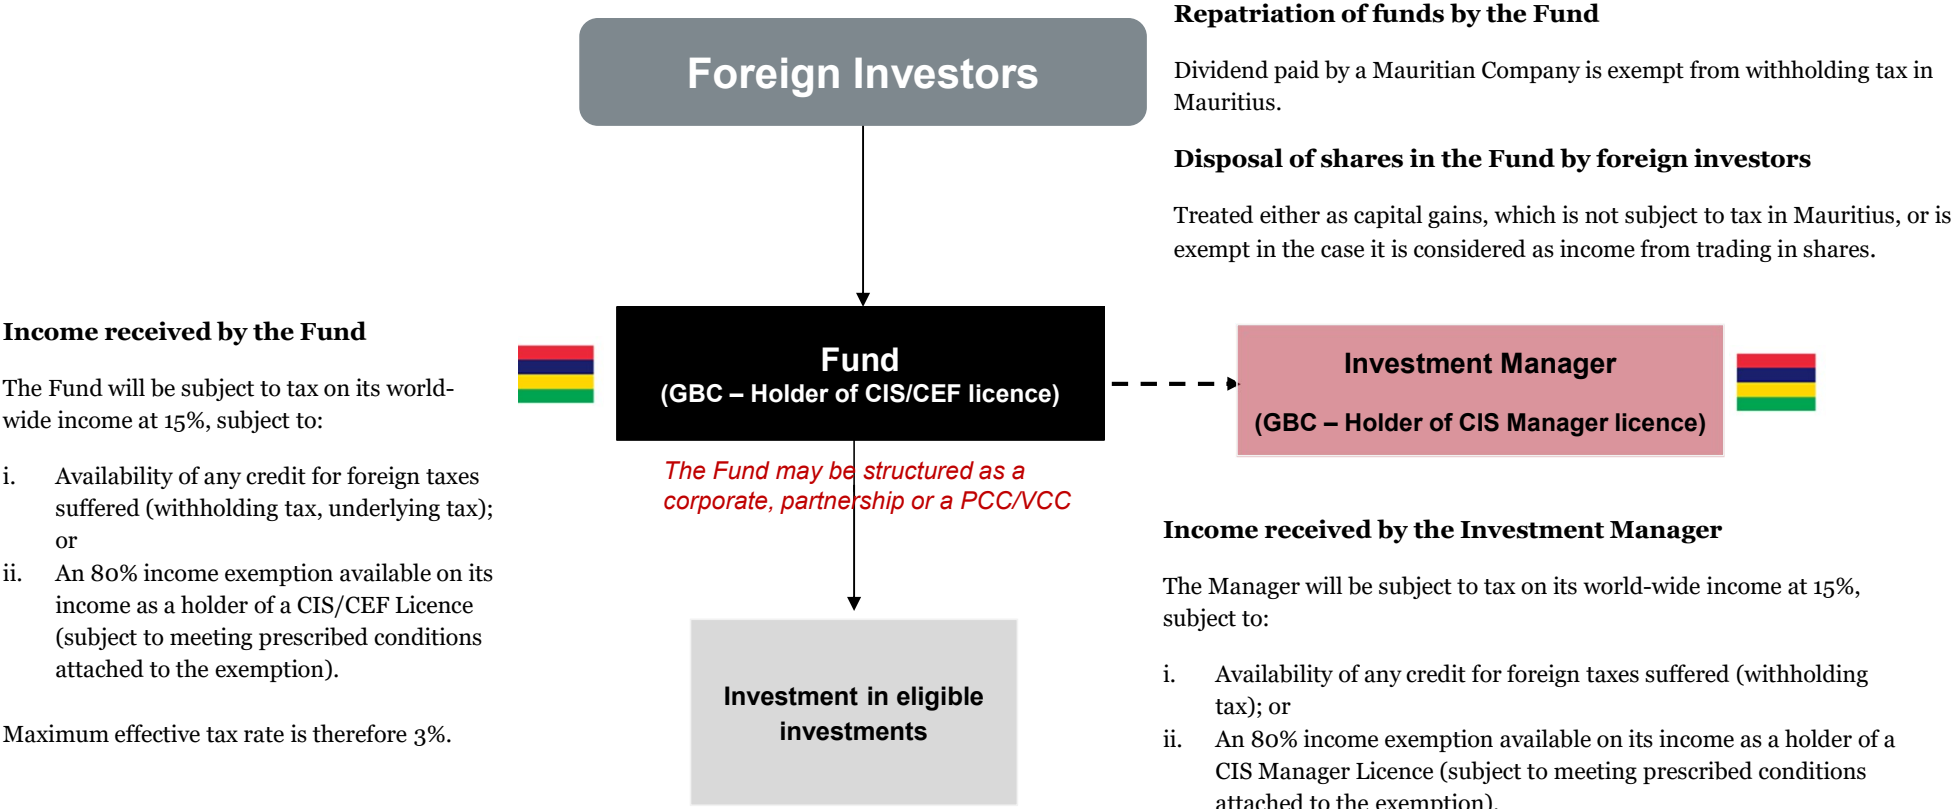 Repatriation of funds by the Fund
Dividend paid by a Mauritian Company is exempt from withholding tax in
Mauritius.
Disposal of shares in the Fund by foreign investors
Treated either as capital gains, which is not subject to tax in Mauritius, or is
exempt in the case it is considered as income from trading in shares.
Foreign Investors
Income received by the Fund
The Fund will be subject to tax on its world-
wide income at 15%, subject to:
i. Availability of any credit for foreign taxes
suffered (withholding tax, underlying tax);
or
ii. An 80% income exemption available on its
income as a holder of a CIS/CEF Licence
(subject to meeting prescribed conditions
attached to the exemption).
Maximum effective tax rate is therefore 3%.
Fund
(GBC – Holder of CIS/CEF licence)
The Fund may be structured as a
corporate, partnership or a PCC/VCC
Investment in eligible
investments
Investment Manager
(GBC – Holder of CIS Manager licence)
Income received by the Investment Manager
The Manager will be subject to tax on its world-wide income at 15%,
subject to:
i. Availability of any credit for foreign taxes suffered (withholding
tax); or
ii. An 80% income exemption available on its income as a holder of a
CIS Manager Licence (subject to meeting prescribed conditions
attached to the exemption).